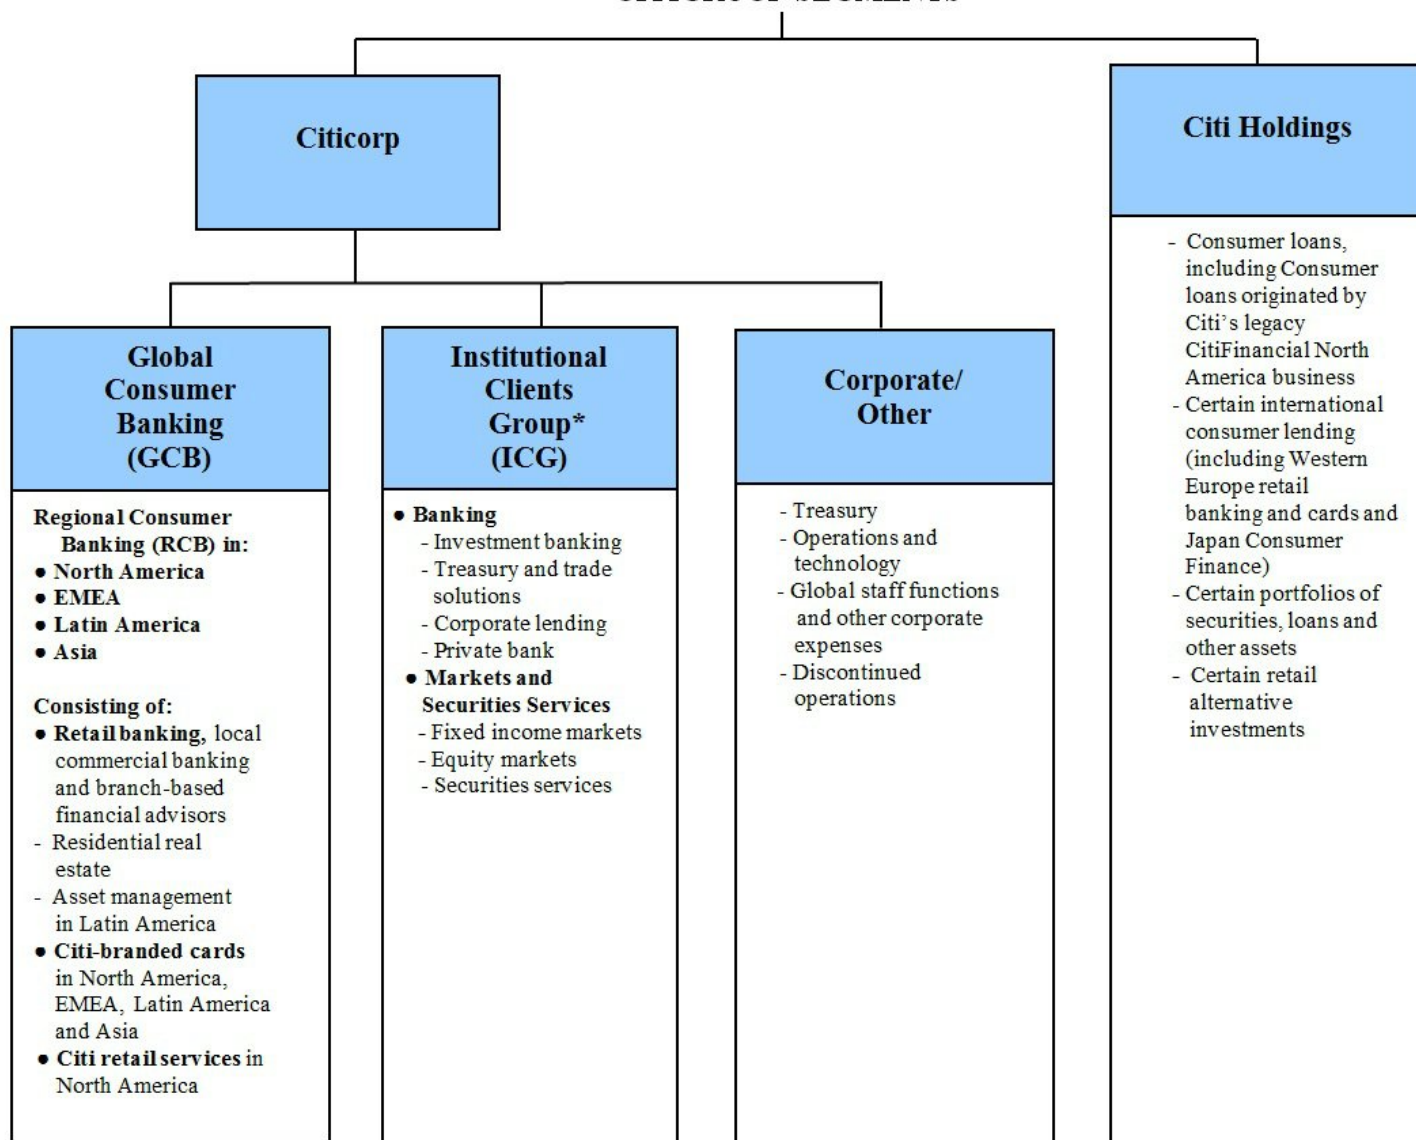 Citicorp
Citi Holdings
Global
Consumer
Banking
(GCB)
Regional Consumer
Banking (RCB) in:
● North America
● EMEA
● Latin America
● Asia
Consisting of:
● Retail banking, local
commercial banking
and branch-based
financial advisors
- Residential real
estate
- Asset management
in Latin America
● Citi-branded cards
in North America,
EMEA, Latin America
and Asia
● Citi retail services in
North America
Institutional
Clients
Group*
(ICG)
● Banking
- Investment banking
- Treasury and trade
solutions
- Corporate lending
- Private bank
● Markets and
Securities Services
- Fixed income markets
- Equity markets
- Securities services
Corporate/
Other
- Treasury
- Operations and
technology
- Global staff functions
and other corporate
expenses
- Discontinued
operations
- Consumer loans,
including Consumer
loans originated by
Citi's legacy
CitiFinancial North
America business
- Certain international
consumer lending
(including Western
Europe retail
banking and cards and
Japan Consumer
Finance)
- Certain portfolios of
securities, loans and
other assets
- Certain retail
alternative
investments